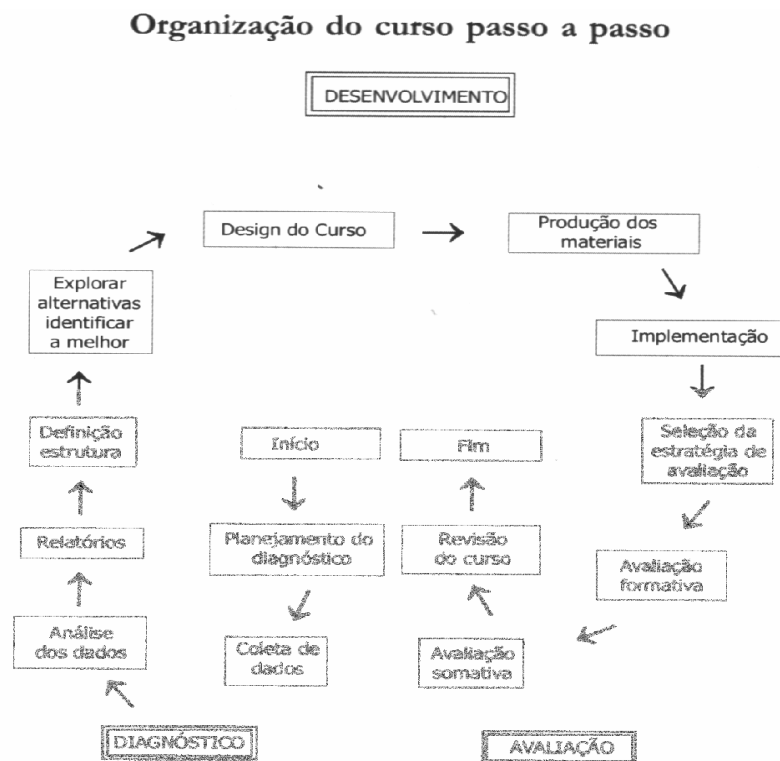 Organização do curso passo a passo
DESENVOLVIMENTO
Design do Curso
Produção dos
materiais
Explorar
alternativas
identificar
a melhor
Implementação
Definição
estrutura
Início
Fim
Seleção da
estratégia de
avaliação
Relatórios
Planejamento do
diagnóstico
Revisão
do curso
Avaliação
formativa
Análise
dos dados
Coleta de
dados
Avaliação
somativa
DIAGNÓSTICO
AVALIAÇÃO